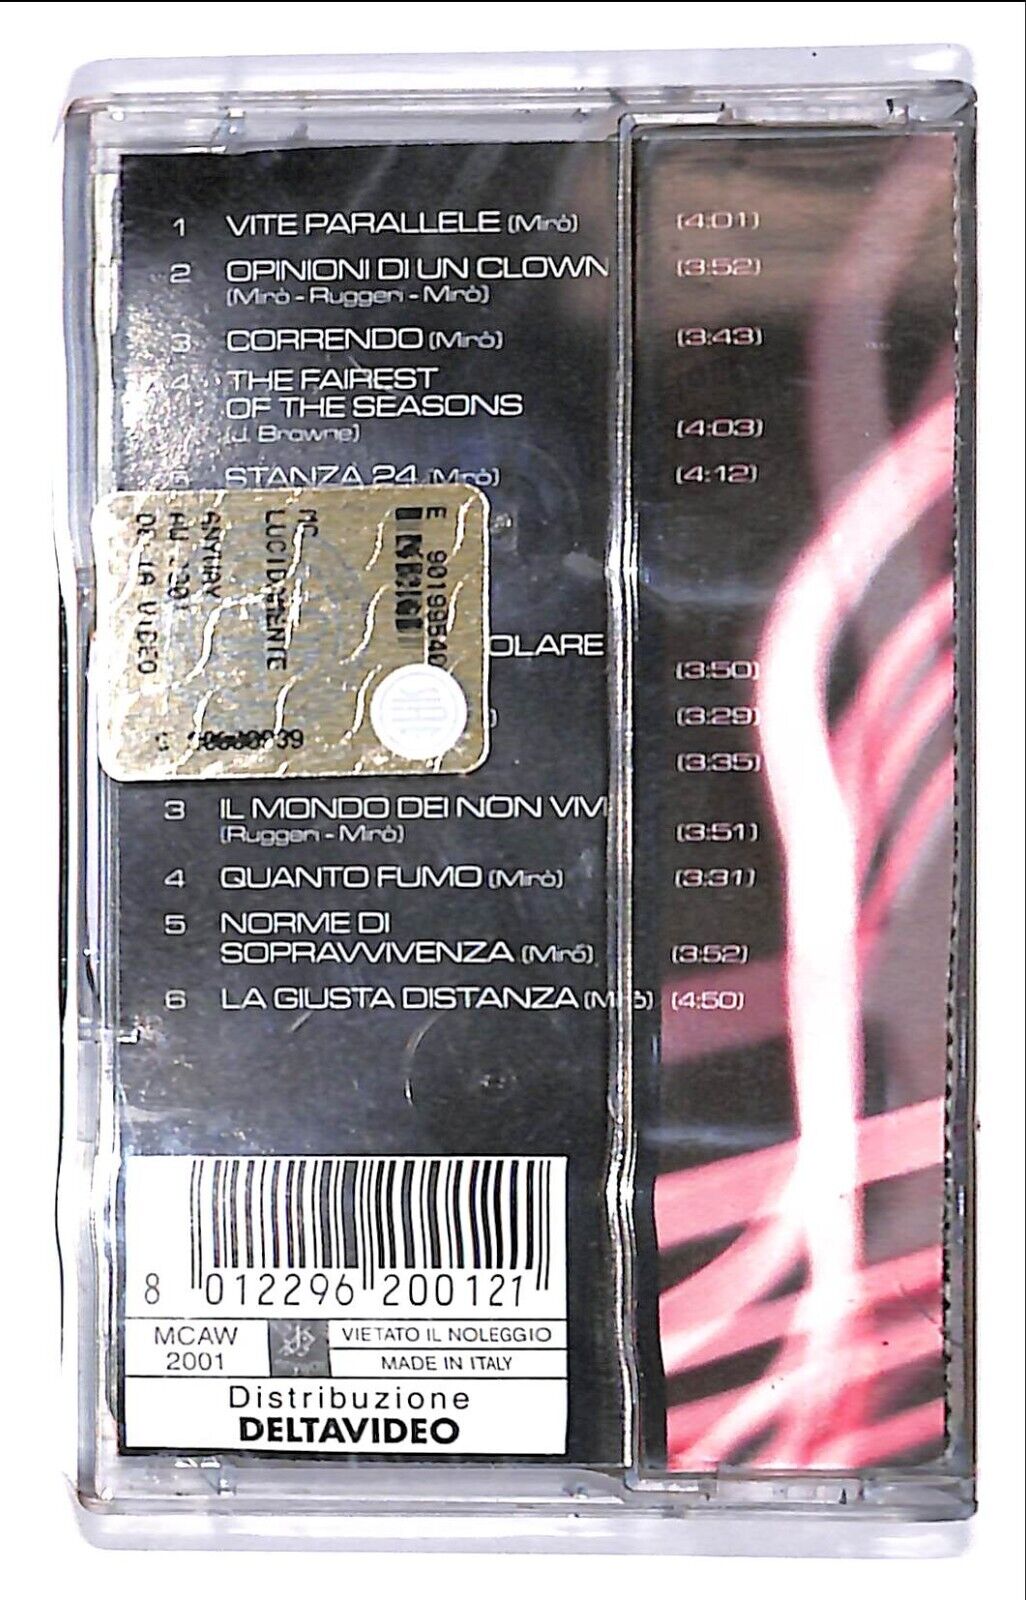 1 VITE PARALLELE (Mirò) (4:01)
2 OPINIONI DI UN CLOWN (3:52)
(Mirò - Ruggeri - Mirò)
3 CORRENDO (Mirò) (3:43)
4 THE FAIREST
OF THE SEASONS
(J. Browne) (4:03)
5 STANZA 24 (Mirò) (4:12)
E 9019954
MC
LUCIDAMENTE
OLARE
(3:50)
) (3:29)
(3:35)
3 IL MONDO DEI NON VIVI
(Ruggeri - Mirò) (3:51)
4 QUANTO FUMO (Mirò) (3:31)
5 NORME DI
SOPRAVVIVENZA (Mirő) (3:52)
6 LA GIUSTA DISTANZA (Mirò) (4:50)
8 012296 200121
MCAW
2001
VIETATO IL NOLEGGIO
MADE IN ITALY
Distribuzione
DELTAVIDEO